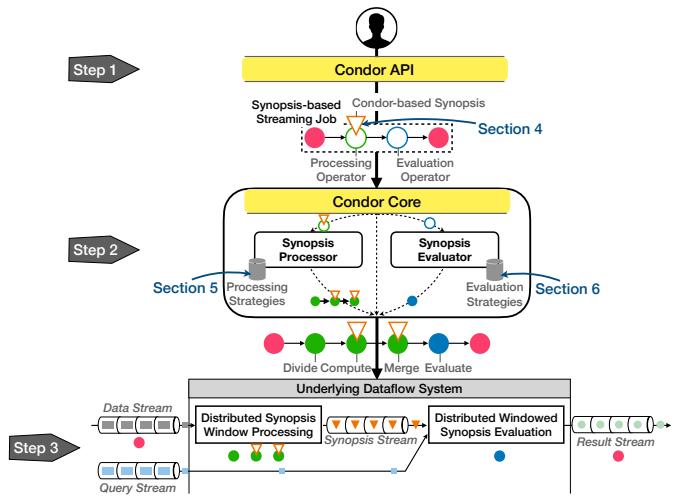 Step 1
Condor API
Synopsis-based
Streaming Job
Condor-based Synopsis
Section 4
Processing
Operator
Evaluation
Operator
Condor Core
Step 2
Synopsis
Processor
Synopsis
Evaluator
Section 5
Processing
Strategies
Evaluation
Strategies
Section 6
Divide Compute Merge Evaluate
Underlying Dataflow System
Data Stream
Distributed Synopsis
Window Processing
Synopsis Stream
Distributed Windowed
Synopsis Evaluation
Result Stream
Step 3
Query Stream